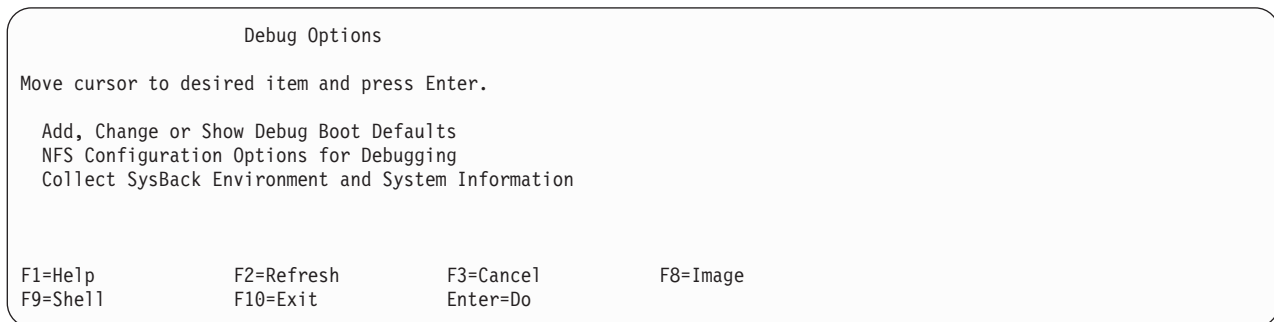 Debug Options
Move cursor to desired item and press Enter.
Add, Change or Show Debug Boot Defaults
NFS Configuration Options for Debugging
Collect SysBack Environment and System Information
F1=Help F2=Refresh F3=Cancel F8=Image
F9=Shell F10=Exit Enter=Do